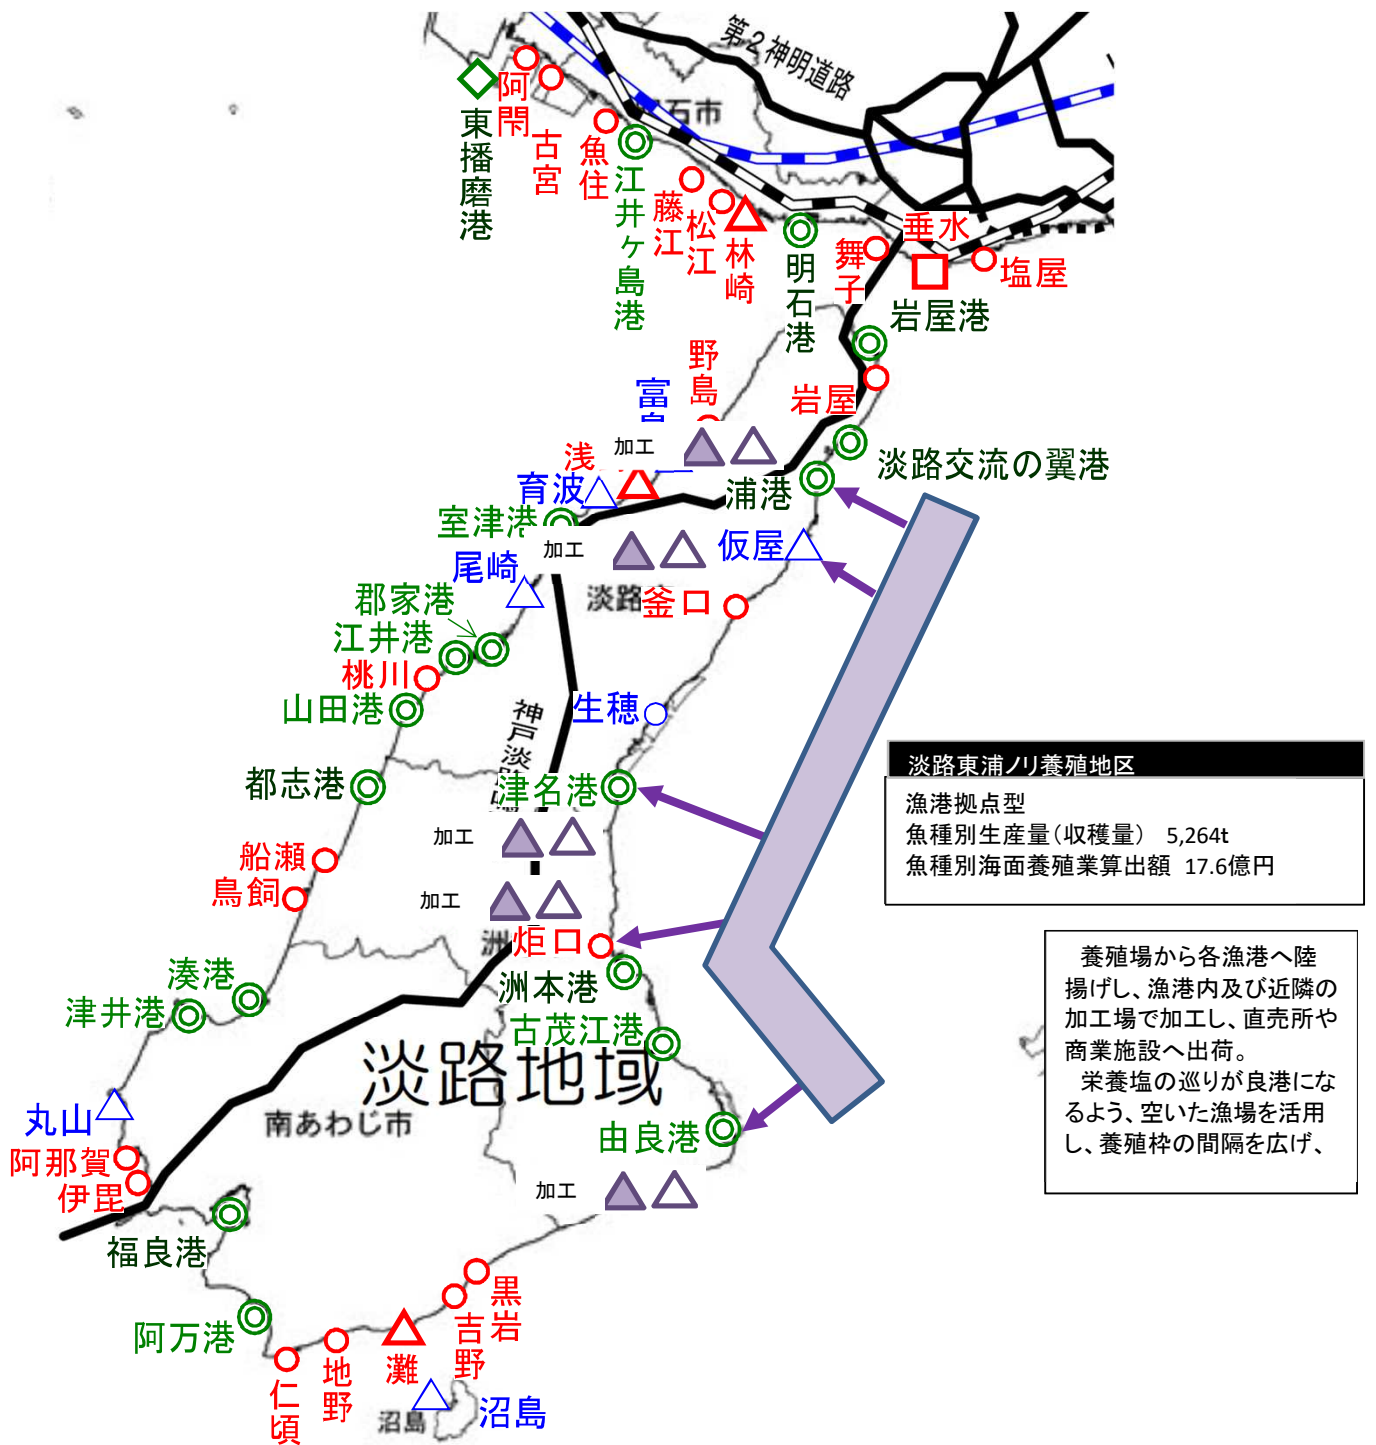 第２神明道路
石市
東播磨港
阿閇
古宮
魚住
江井ヶ島港
藤江
松江
林崎
明石港
舞子
垂水
塩屋
岩屋港
岩屋
野島
富
加工
浅
育波
室津港
淡路交流の翼港
浦港
加工
仮屋
尾崎
淡路
釜口
郡家港
江井港
桃川
山田港
生穂
神戸淡
都志港
津名港
淡路東浦ノリ養殖地区
漁港拠点型
魚種別生産量（収穫量） 5,264t
魚種別海面養殖業算出額 17.6億円
加工
船瀬
鳥飼
加工
洲
炬口
洲本港
湊港
津井港
古茂江港
淡路地域
南あわじ市
養殖場から各漁港へ陸
揚げし、漁港内及び近隣の
加工場で加工し、直売所や
商業施設へ出荷。
栄養塩の巡りが良港にな
るよう、空いた漁場を活用
し、養殖枠の間隔を広げ、
丸山
由良港
阿那賀
伊毘
加工
福良港
阿万港
黒岩
吉野
灘
地野
仁頃
沼島
沼島